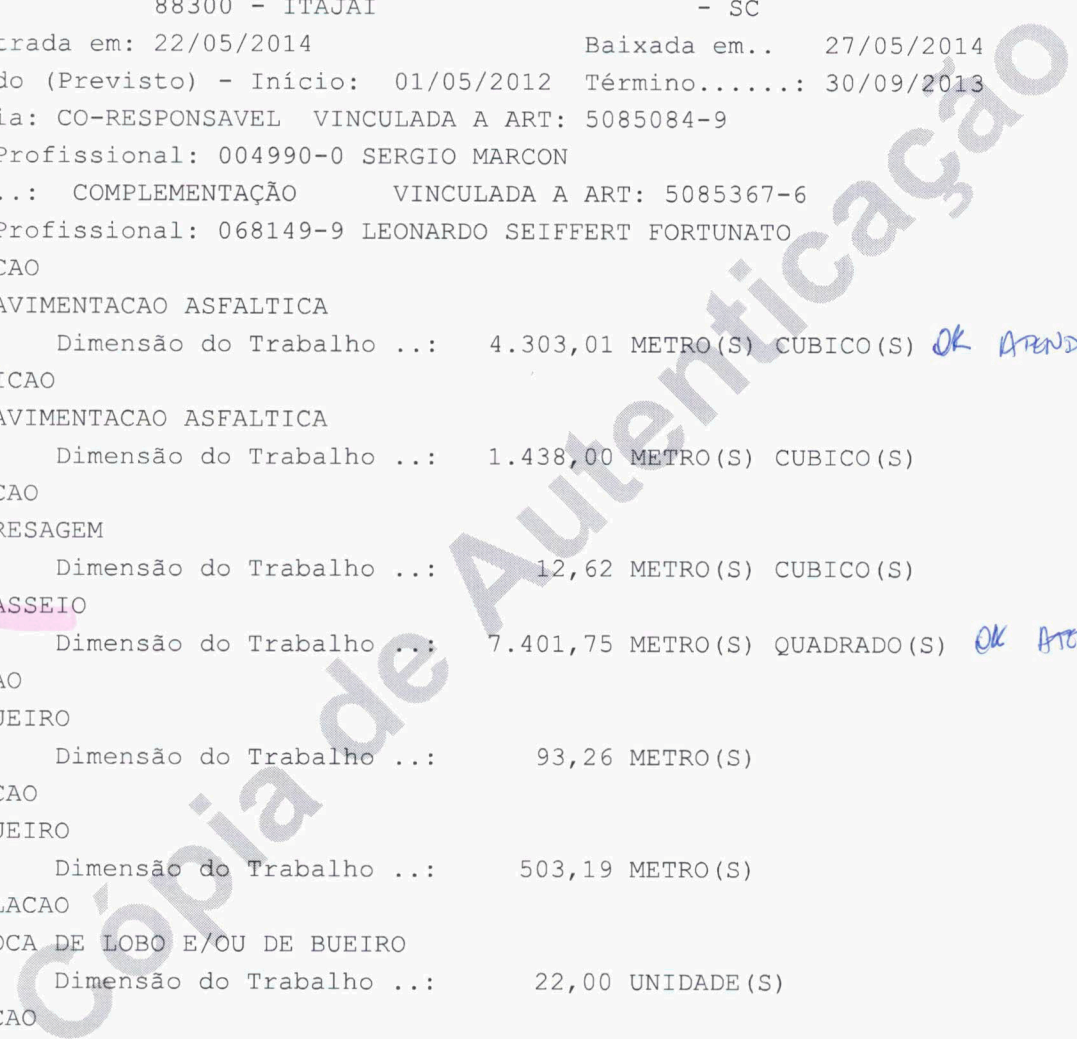 88300 - ITAJAI - SC
trada em: 22/05/2014 Baixada em.. 27/05/2014
do (Previsto) - Início: 01/05/2012 Término......: 30/09/2013
ia: CO-RESPONSAVEL VINCULADA A ART: 5085084-9
Profissional: 004990-0 SERGIO MARCON
..: COMPLEMENTAÇÃO VINCULADA A ART: 5085367-6
Profissional: 068149-9 LEONARDO SEIFFERT FORTUNATO
CAO
AVIMENTACAO ASFALTICA
Dimensão do Trabalho ..: 4.303,01 METRO(S) CUBICO(S) OK ATEND
ICAO
AVIMENTACAO ASFALTICA
Dimensão do Trabalho ..: 1.438,00 METRO(S) CUBICO(S)
CAO
RESAGEM
Dimensão do Trabalho ..: 12,62 METRO(S) CUBICO(S)
ASSEIO
Dimensão do Trabalho ..: 7.401,75 METRO(S) QUADRADO(S) OK ATE
AO
UEIRO
Dimensão do Trabalho ..: 93,26 METRO(S)
CAO
UEIRO
Dimensão do Trabalho ..: 503,19 METRO(S)
LACAO
OCA DE LOBO E/OU DE BUEIRO
Dimensão do Trabalho ..: 22,00 UNIDADE(S)
CAO
Cópia de Autenticação